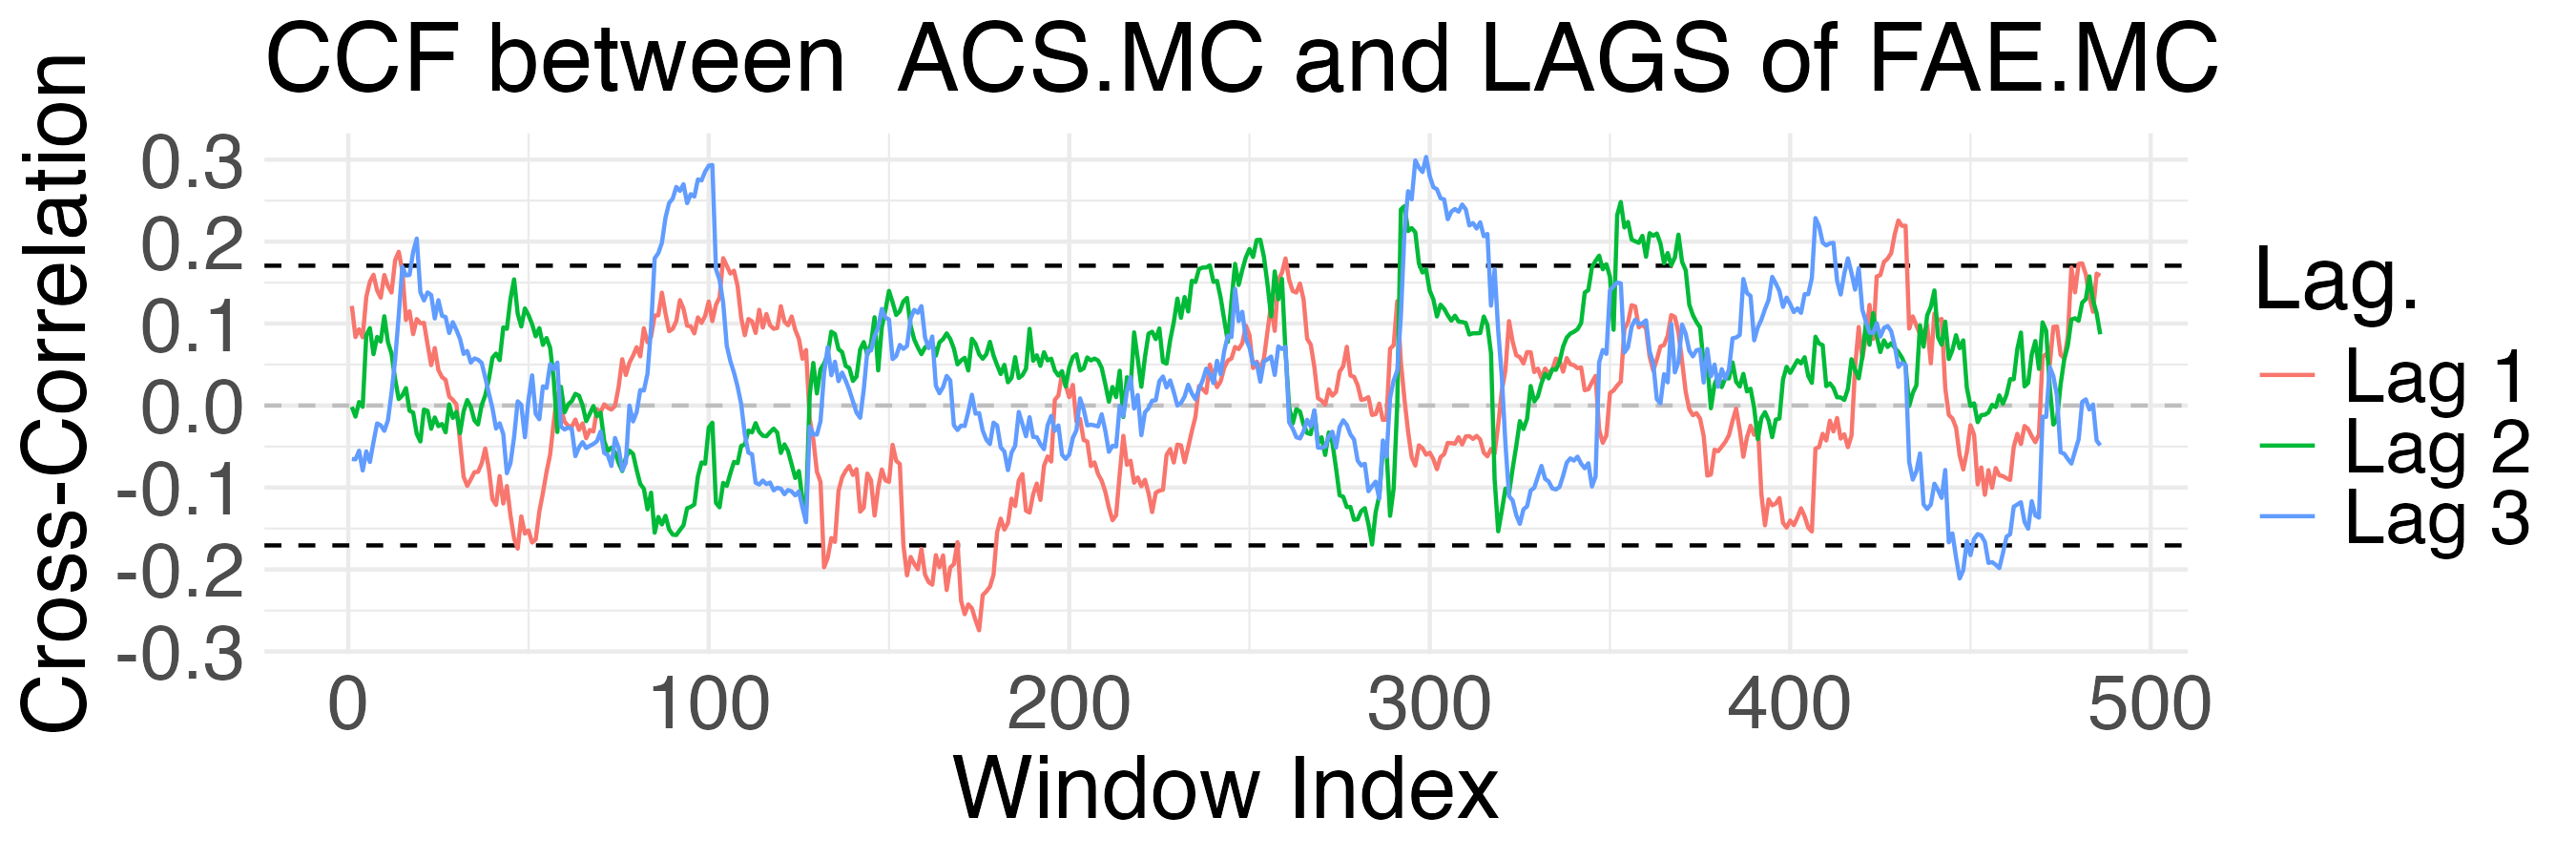 CCF between  ACS.MC and LAGS of FAE.MC
Cross-Correlation
0.3
0.2
0.1
0.0
-0.1
-0.2
-0.3
0 100 200 300 400 500
Window Index
Lag.
Lag 1
Lag 2
Lag 3